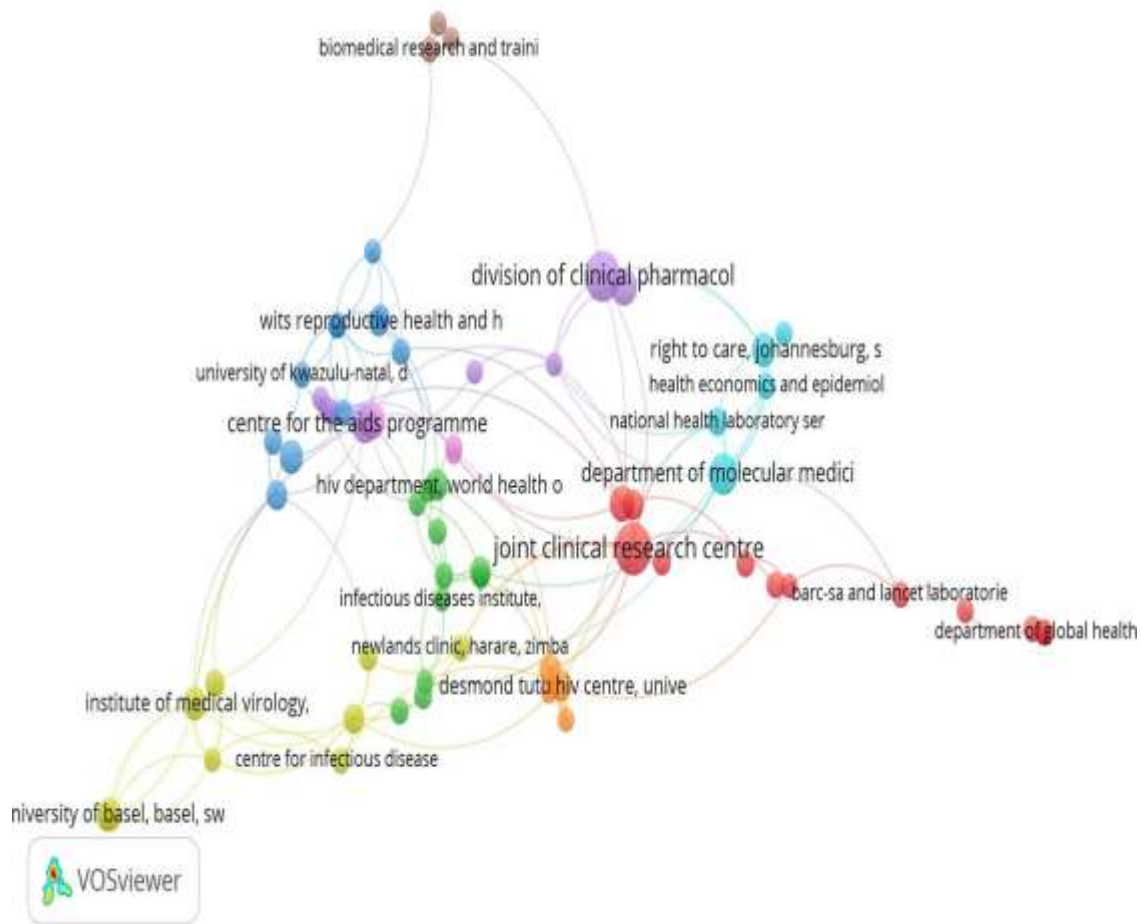 biomedical research and traini
division of clinical pharmacol
wits reproductive health and h
right to care, johannesburg, s
university of kwazulu-natal, d
health economics and epidemiol
centre for the aids programme
national health laboratory ser
hiv department, world health o
department of molecular medici
joint clinical research centre
infectious diseases institute,
barc-sa and lancet laboratorie
department of global health
newlands clinic, harare, zimba
desmond tutu hiv centre, unive
institute of medical virology,
centre for infectious disease
niversity of basel, basel, sw
VOSviewer